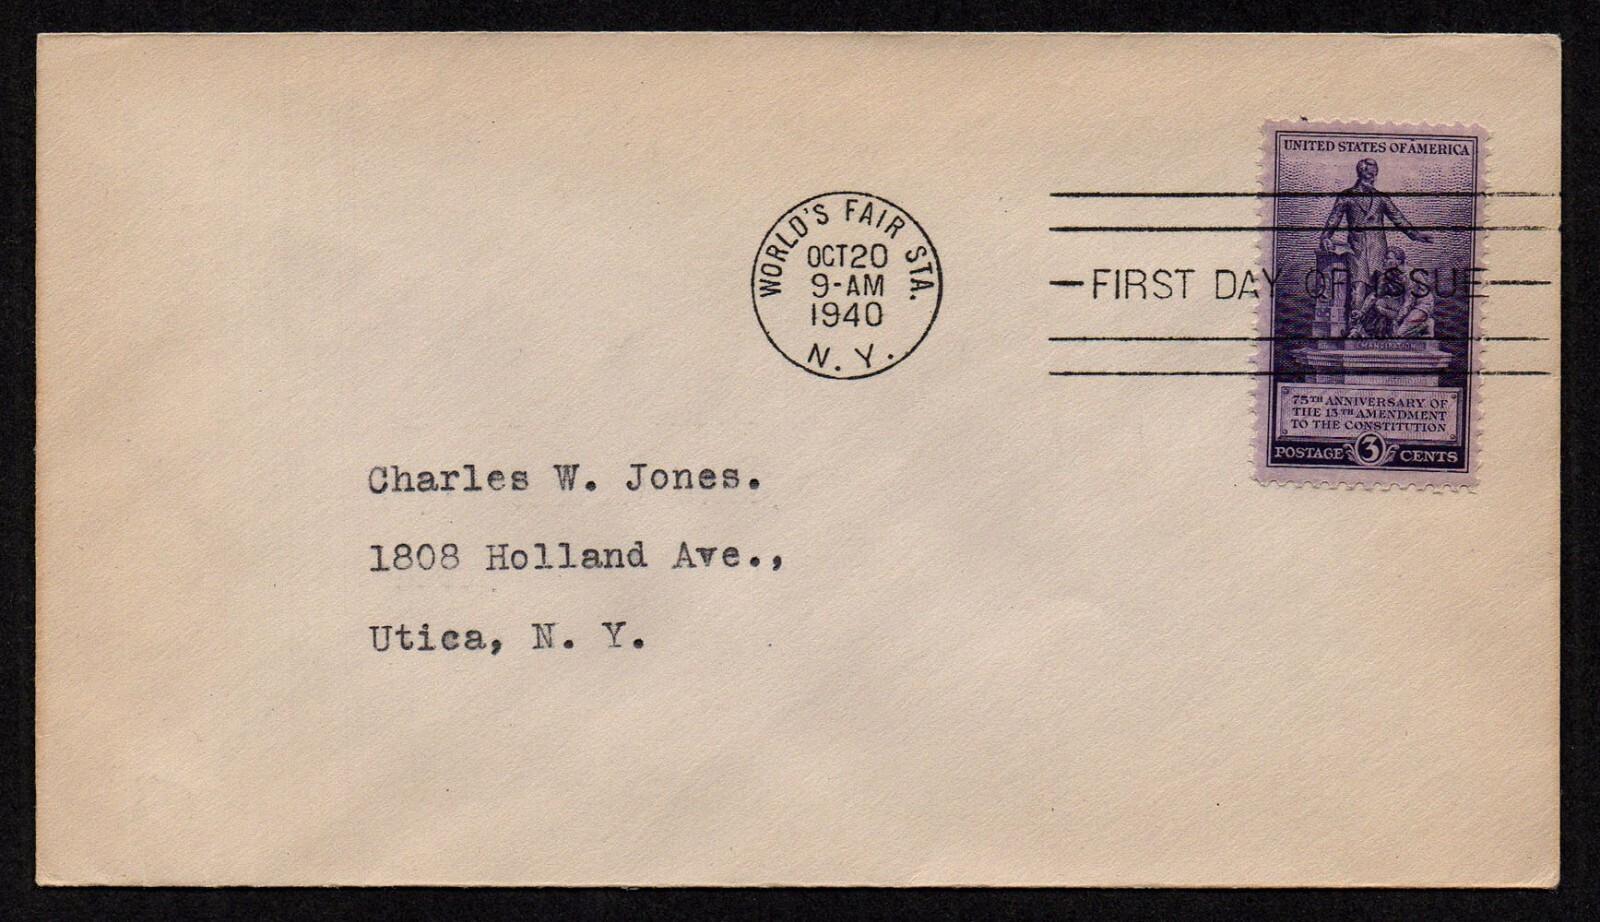 UNITED STATES OF AMERICA
WORLD'S FAIR STA.
OCT 20
9-AM
1940
N. Y.
FIRST DAY OF ISSUE
EMANCIPATION
75TH ANNIVERSARY OF
THE 13TH AMENDMENT
TO THE CONSTITUTION
POSTAGE 3 CENTS
Charles W. Jones.
1808 Holland Ave.,
Utica, N. Y.